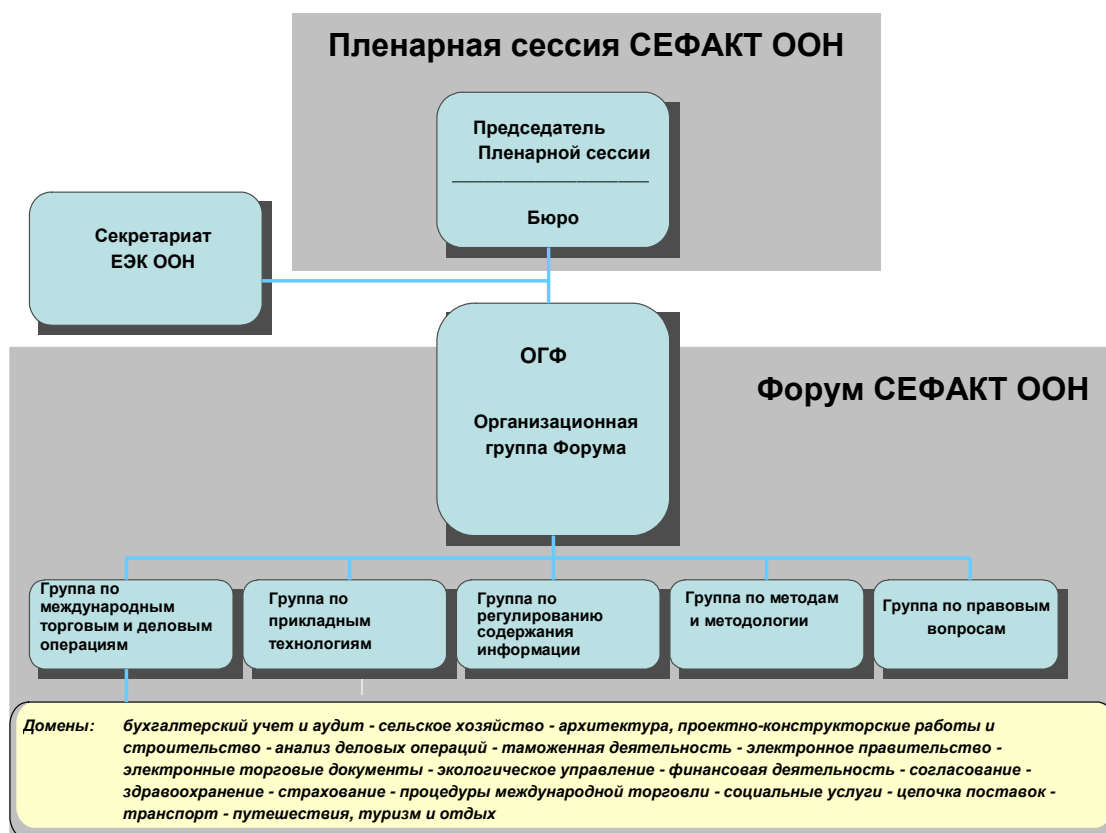 Пленарная сессия СЕФАКТ ООН
Председатель
Пленарной сессии
Бюро
Секретариат
ЕЭК ООН
ОГФ
Организационная
группа Форума
Форум СЕФАКТ ООН
Группа по
международным
торговым и деловым
операциям
Группа по
прикладным
технологиям
Группа по
регулированию
содержания
информации
Группа по методам
и методологии
Группа по правовым
вопросам
Домены: бухгалтерский учет и аудит - сельское хозяйство - архитектура, проектно-конструкторские работы и
строительство - анализ деловых операций - таможенная деятельность - электронное правительство -
электронные торговые документы - экологическое управление - финансовая деятельность - согласование -
здравоохранение - страхование - процедуры международной торговли - социальные услуги - цепочка поставок -
транспорт - путешествия, туризм и отдых